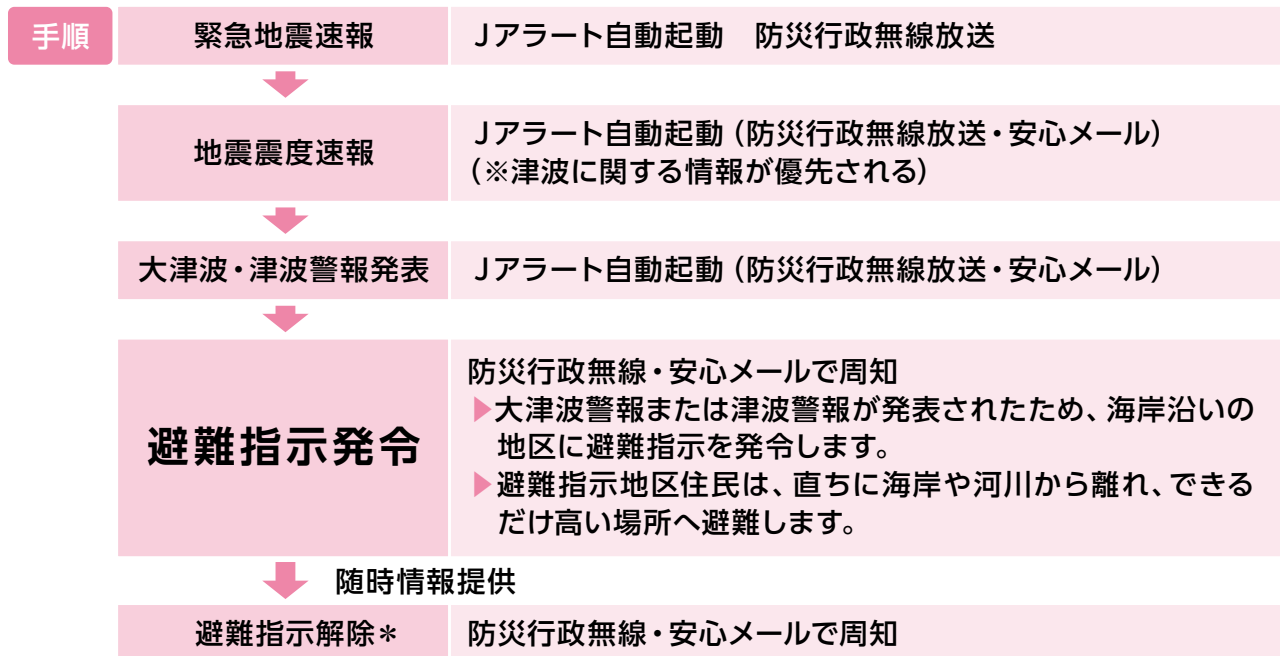 手順
緊急地震速報
Jアラート自動起動　防災行政無線放送
地震震度速報
Jアラート自動起動（防災行政無線放送・安心メール）
（※津波に関する情報が優先される）
大津波・津波警報発表
Jアラート自動起動（防災行政無線放送・安心メール）
避難指示発令
防災行政無線・安心メールで周知
▶大津波警報または津波警報が発表されたため、海岸沿いの
地区に避難指示を発令します。
▶避難指示地区住民は、直ちに海岸や河川から離れ、できる
だけ高い場所へ避難します。
随時情報提供
避難指示解除＊
防災行政無線・安心メールで周知